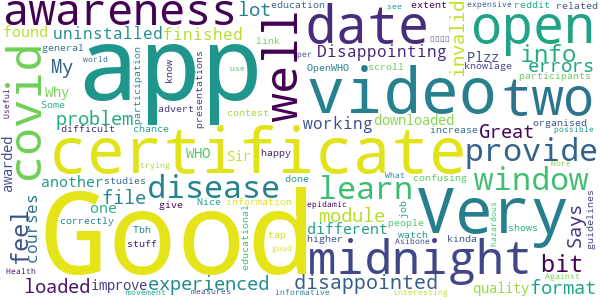 awareness lot education found uninstalled finished
date open
My general link extent see reddit expensive related
Why world Some
app
well
Disappointing Plzz info invalid
OpenWHO per scroll knowlage errors
covid
problem participation know advert presentations use contest
video two
working downloaded participants organised
difficult chance WHO Sir happy increase Great possible
certificate
provide
Useful awarded
another studies done trying What confusing More
disease learn window
feel courses one file Nice information give
Good
Very
module job people Says guidelines
correctly Tbh stuff educational tap guud different watch shows hazardous
higher kinda Asibone
midnight bit
Health loaded improve experienced epidamic disappointed quality format
movement measures informative interesting Against